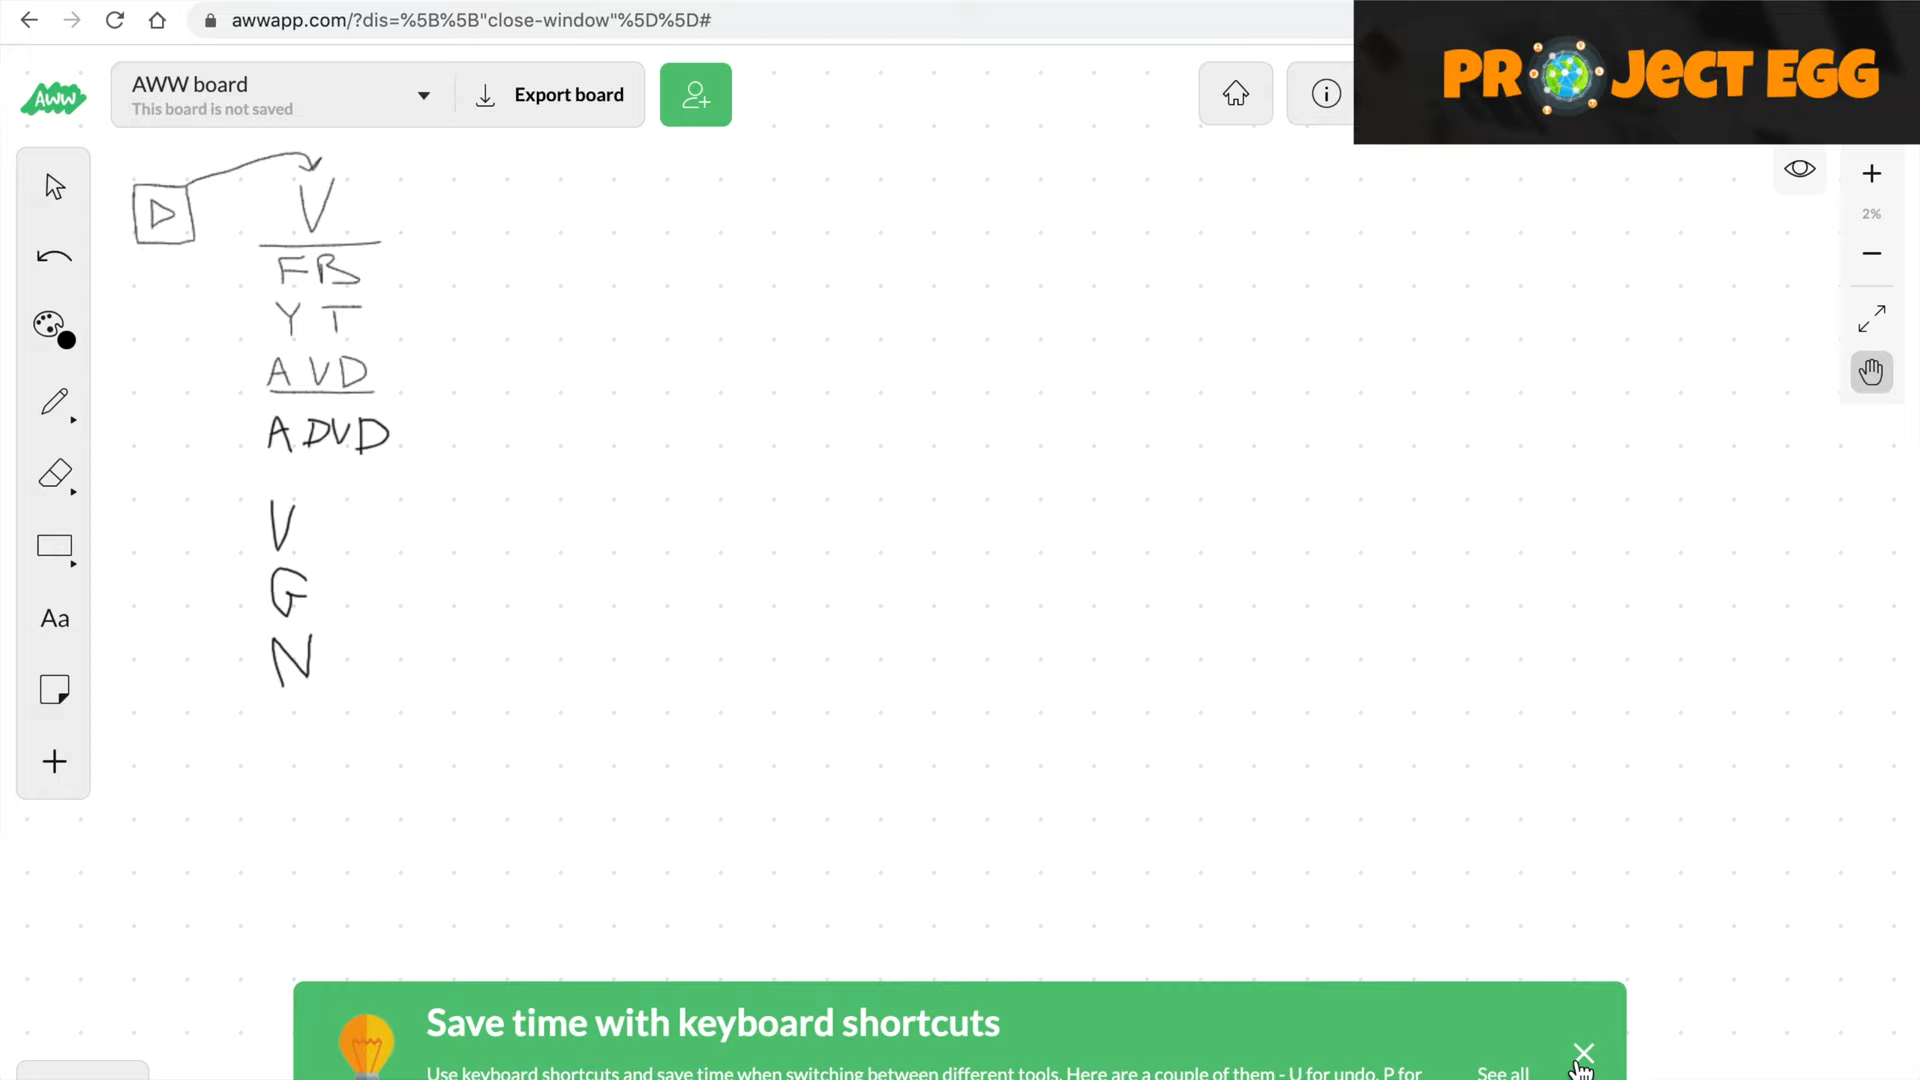 awwapp.com/?dis=%5B%5B"close-window"%5D%5D#
PROJECT EGG
AWW
AWW board
This board is not saved
Export board
2%
V
FB
YT
AVD
ADVD
V
G
N
Aa
Save time with keyboard shortcuts
Use keyboard shortcuts and save time when switching between different tools. Here are a couple of them - U for undo, P for
See all